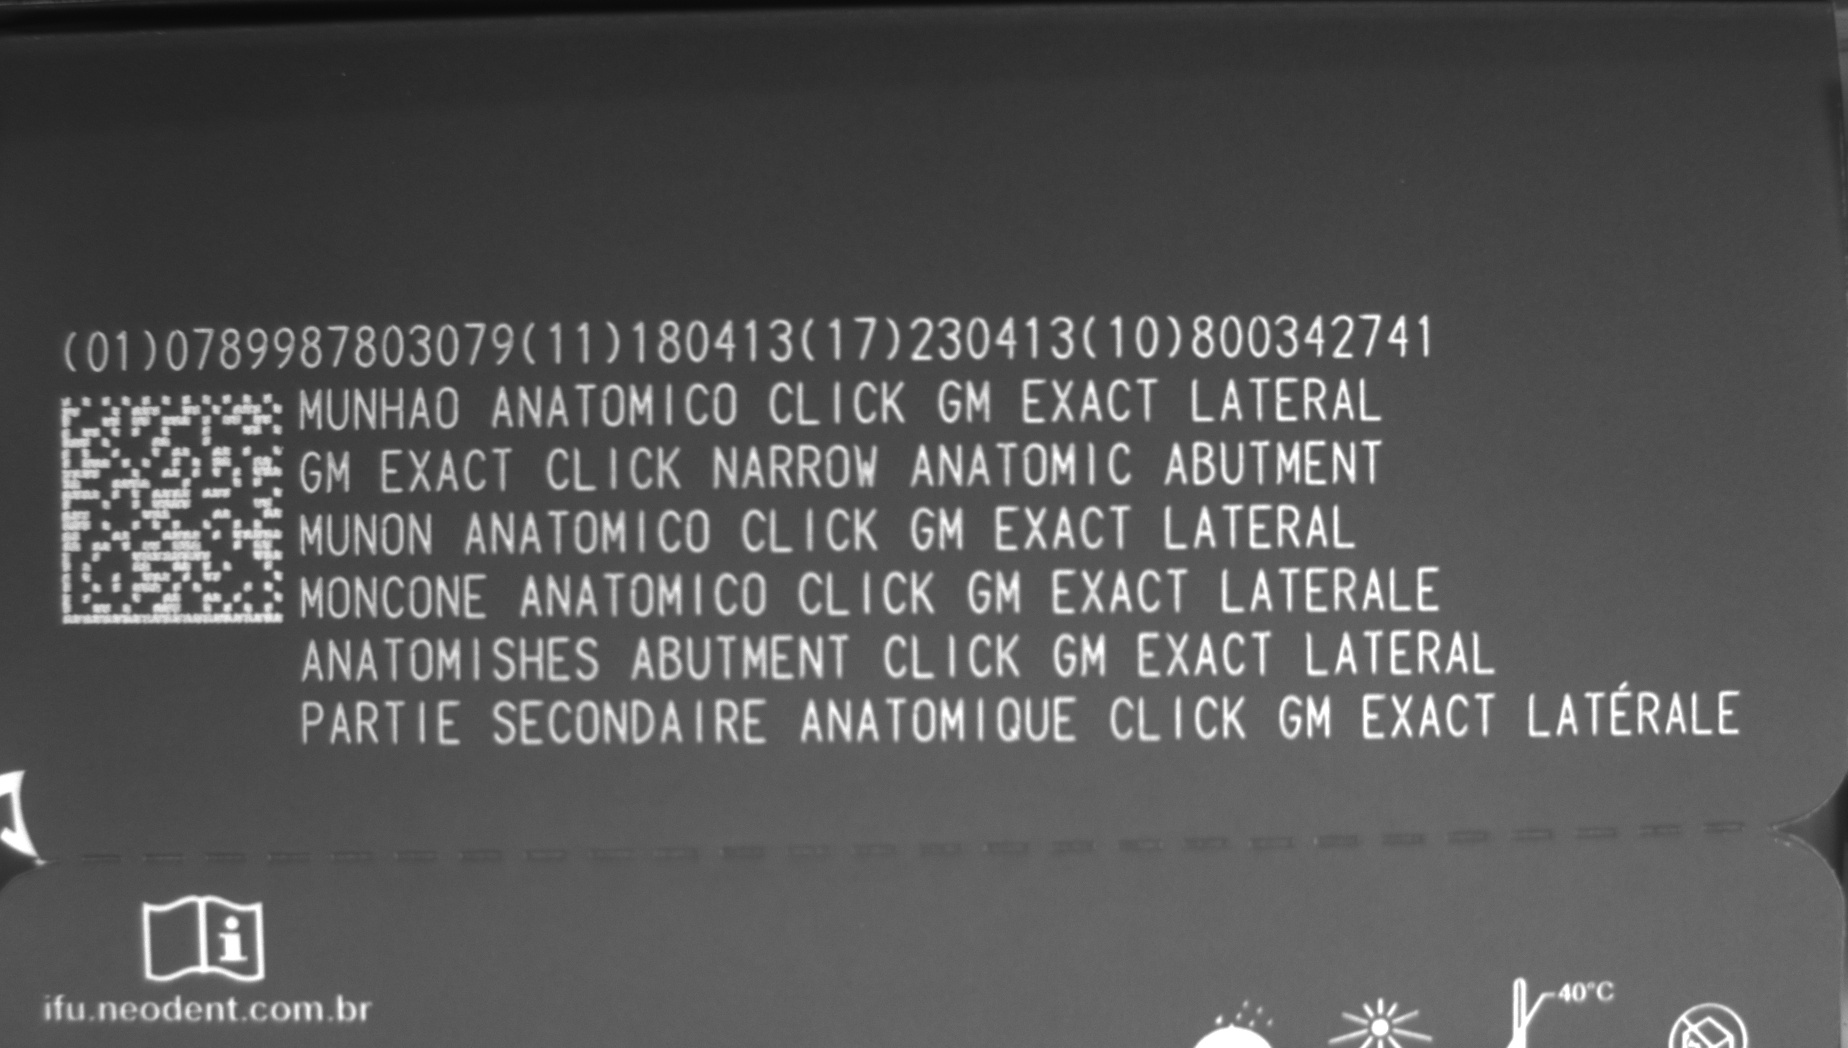 (01)0789987803079(11)180413(17)230413(10)800342741
MUNHAO ANATOMICO CLICK GM EXACT LATERAL
GM EXACT CLICK NARROW ANATOMIC ABUTMENT
MUNON ANATOMICO CLICK GM EXACT LATERAL
MONCONE ANATOMICO CLICK GM EXACT LATERALE
ANATOMISHES ABUTMENT CLICK GM EXACT LATERAL
PARTIE SECONDAIRE ANATOMIQUE CLICK GM EXACT LATÉRALE
i
ifu.neodent.com.br
40°C